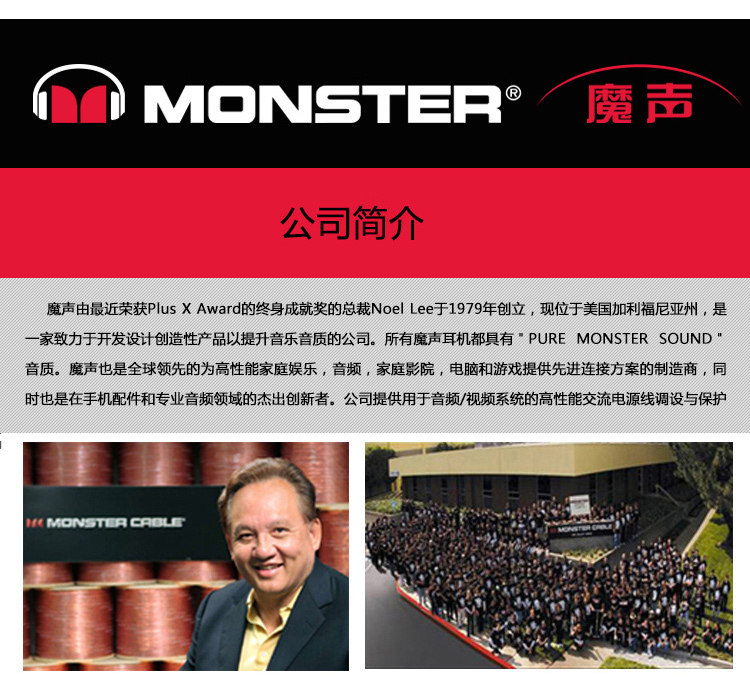 MONSTER® 魔声
公司简介
魔声由最近荣获Plus X Award的终身成就奖的总裁Noel Lee于1979年创立，现位于美国加利福尼亚州，是
一家致力于开发设计创造性产品以提升音乐音质的公司。所有魔声耳机都具有＂PURE MONSTER SOUND＂
音质。魔声也是全球领先的为高性能家庭娱乐，音频，家庭影院，电脑和游戏提供先进连接方案的制造商，同
时也是在手机配件和专业音频领域的杰出创新者。公司提供用于音频/视频系统的高性能交流电源线调设与保护
MONSTER CABLE®
MONSTER CABLE